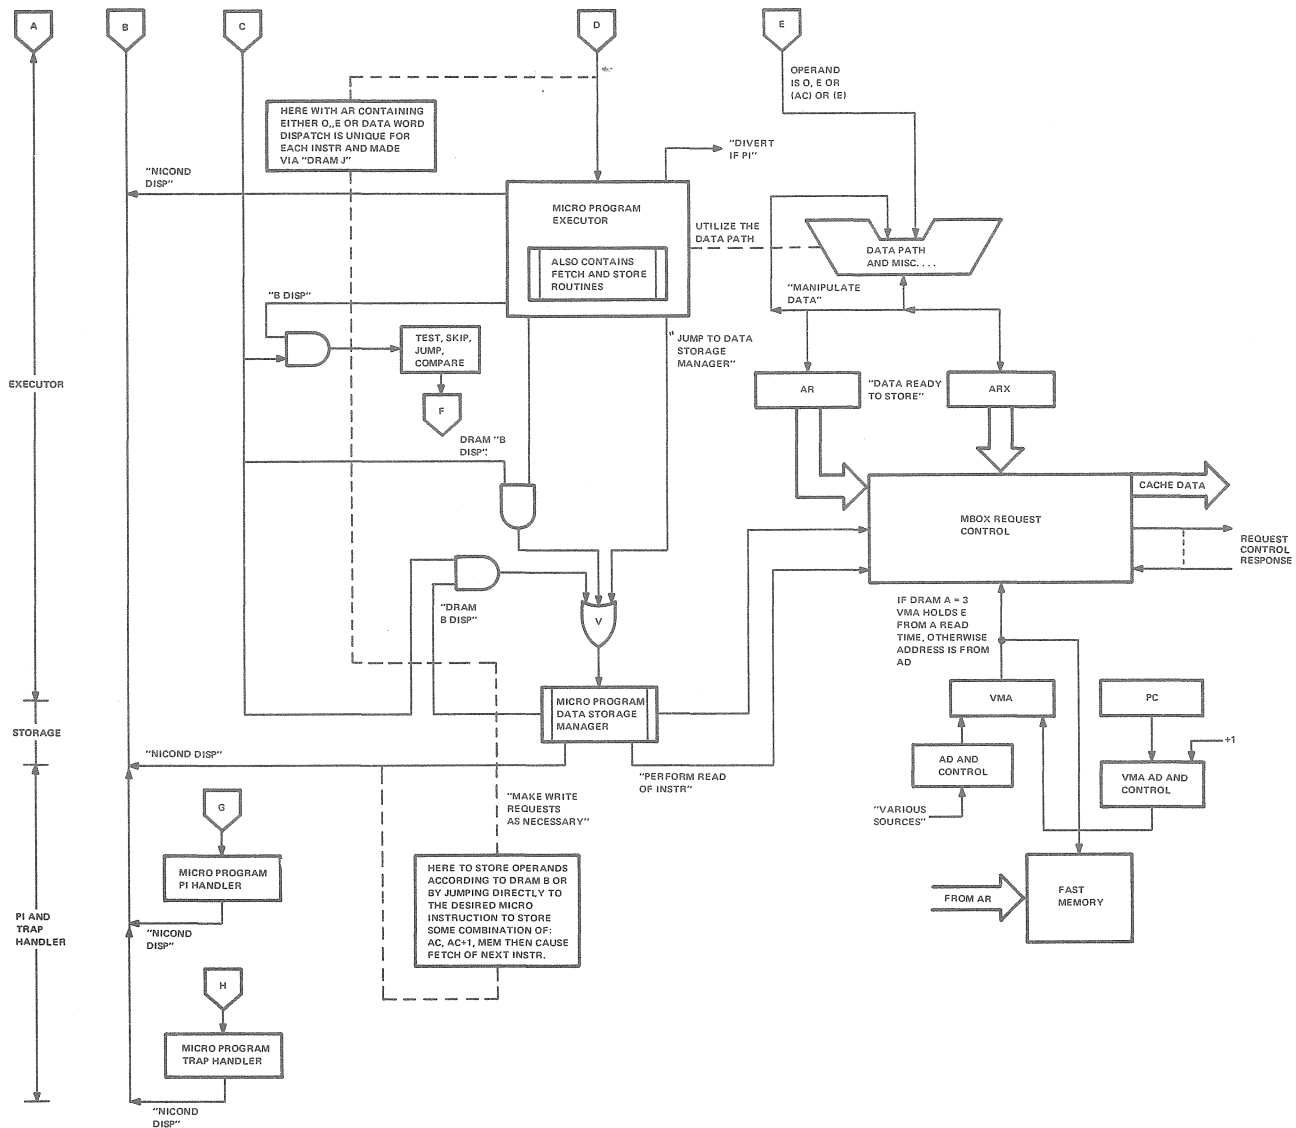 A
B
C
D
E
OPERAND
IS O, E OR
(AC) OR (E)
HERE WITH AR CONTAINING
EITHER O,,E OR DATA WORD
DISPATCH IS UNIQUE FOR
EACH INSTR AND MADE
VIA "DRAM J"
"DIVERT
IF PI"
"NICOND
DISP"
MICRO PROGRAM
EXECUTOR
ALSO CONTAINS
FETCH AND STORE
ROUTINES
UTILIZE THE
DATA PATH
DATA PATH
AND MISC. . . .
"MANIPULATE
DATA"
"B DISP"
TEST, SKIP,
JUMP,
COMPARE
"JUMP TO DATA
STORAGE
MANAGER"
EXECUTOR
AR
"DATA READY
TO STORE"
ARX
F
DRAM "B
DISP".
CACHE DATA
MBOX REQUEST
CONTROL
REQUEST
CONTROL
RESPONSE
"DRAM
B DISP"
V
IF DRAM A = 3
VMA HOLDS E
FROM A READ
TIME, OTHERWISE
ADDRESS IS FROM
AD
MICRO PROGRAM
DATA STORAGE
MANAGER
VMA
PC
STORAGE
"NICOND DISP"
+1
"PERFORM READ
OF INSTR"
AD AND
CONTROL
VMA AD AND
CONTROL
"MAKE WRITE
REQUESTS
AS NECESSARY"
"VARIOUS
SOURCES"
G
MICRO PROGRAM
PI HANDLER
HERE TO STORE OPERANDS
ACCORDING TO DRAM B OR
BY JUMPING DIRECTLY TO
THE DESIRED MICRO
INSTRUCTION TO STORE
SOME COMBINATION OF:
AC, AC+1, MEM THEN CAUSE
FETCH OF NEXT INSTR.
FROM AR
FAST
MEMORY
PI AND
TRAP
HANDLER
"NICOND
DISP"
H
MICRO PROGRAM
TRAP HANDLER
"NICOND
DISP"